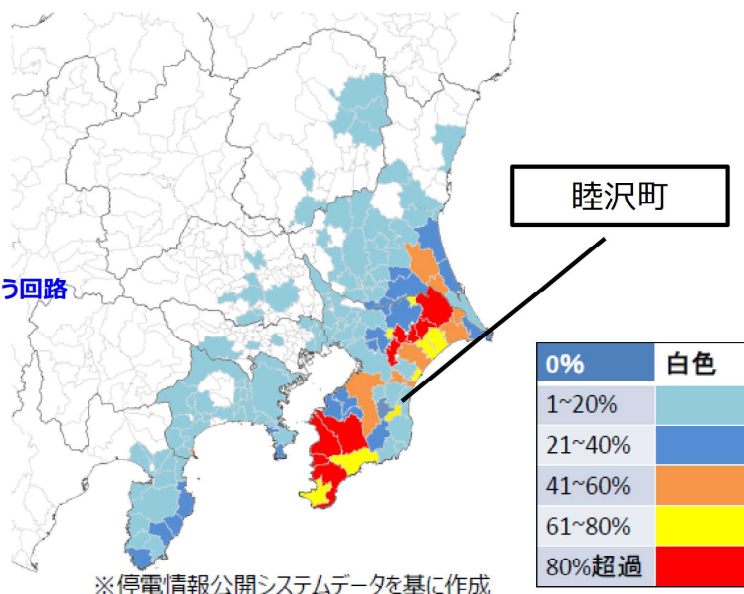 睦沢町
う回路
0% 白色
1~20%
21~40%
41~60%
61~80%
80%超過
※停電情報公開システムデータを基に作成